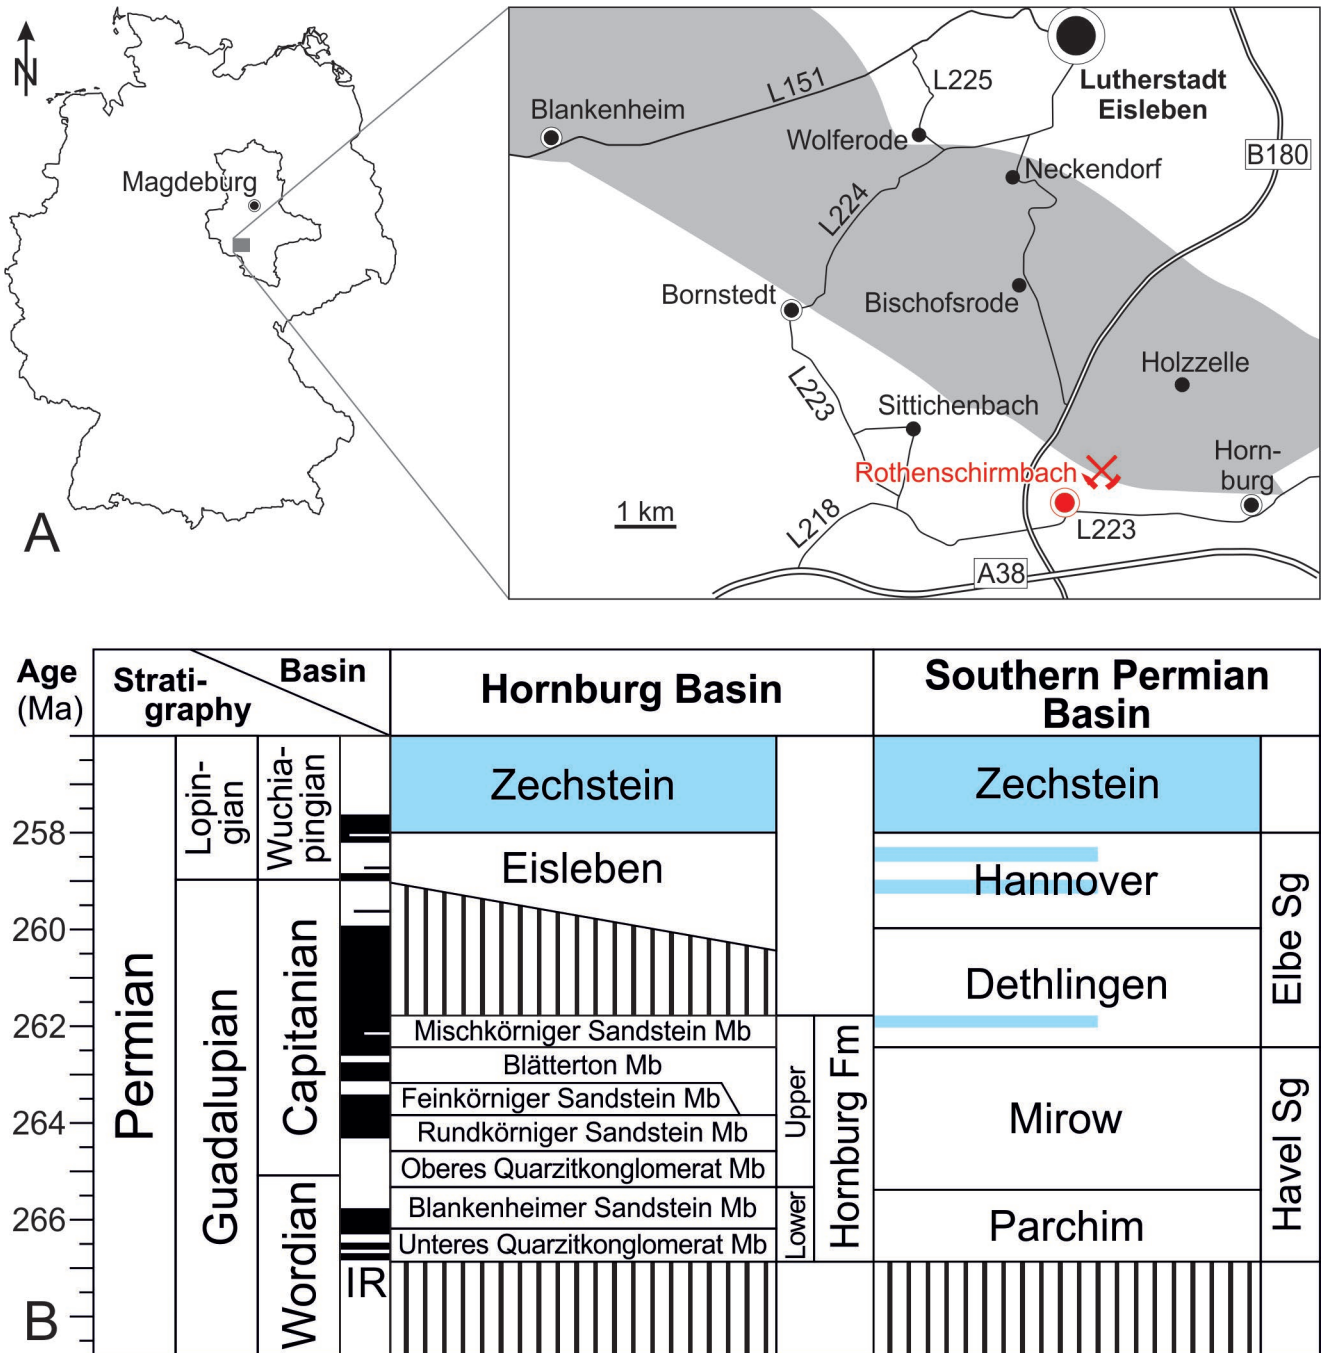 N
Magdeburg
A
L151
L225
Lutherstadt
Eisleben
Blankenheim
Wolferode
B180
Neckendorf
L224
Bornstedt
Bischofsrode
Holzzelle
L223
Sittichenbach
Horn-
burg
Rothenschirmbach
1 km
L218
L223
A38
Age
(Ma)
Strati-
graphy
Basin
Hornburg Basin
Southern Permian
Basin
258
260
262
264
266
Permian
Lopin-
gian
Guadalupian
Wuchia-
pingian
Capitanian
Wordian
IR
Zechstein
Eisleben
Mischkörniger Sandstein Mb
Blätterton Mb
Feinkörniger Sandstein Mb
Rundkörniger Sandstein Mb
Oberes Quarzitkonglomerat Mb
Blankenheimer Sandstein Mb
Unteres Quarzitkonglomerat Mb
Upper
Lower
Hornburg Fm
Zechstein
Hannover
Dethlingen
Mirow
Parchim
Elbe Sg
Havel Sg
B